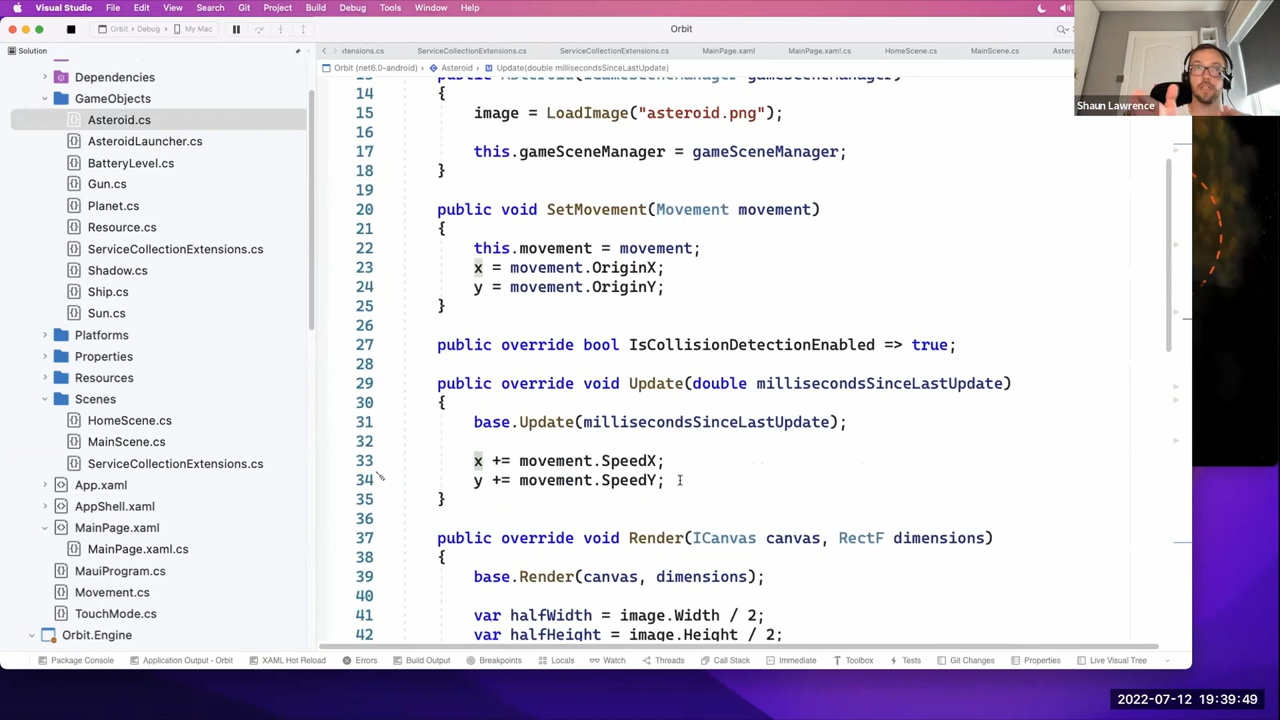 Visual Studio File Edit View Search Git Project Build Debug Tools Window Help
Orbit › Debug › My Mac
Orbit
Solution
xtensions.cs ServiceCollectionExtensions.cs ServiceCollectionExtensions.cs MainPage.xaml MainPage.xaml.cs HomeScene.cs MainScene.cs Aster
Orbit (net6.0-android) › Asteroid › Update(double millisecondsSinceLastUpdate)
Dependencies
GameObjects
Asteroid.cs
AsteroidLauncher.cs
BatteryLevel.cs
Gun.cs
Planet.cs
Resource.cs
ServiceCollectionExtensions.cs
Shadow.cs
Ship.cs
Sun.cs
Platforms
Properties
Resources
Scenes
HomeScene.cs
MainScene.cs
ServiceCollectionExtensions.cs
App.xaml
AppShell.xaml
MainPage.xaml
MainPage.xaml.cs
MauiProgram.cs
Movement.cs
TouchMode.cs
Orbit.Engine
13 public Asteroid(IGameSceneManager gameSceneManager)
14 {
15 image = LoadImage("asteroid.png");
16
17 this.gameSceneManager = gameSceneManager;
18 }
19
20 public void SetMovement(Movement movement)
21 {
22 this.movement = movement;
23 x = movement.OriginX;
24 y = movement.OriginY;
25 }
26
27 public override bool IsCollisionDetectionEnabled => true;
28
29 public override void Update(double millisecondsSinceLastUpdate)
30 {
31 base.Update(millisecondsSinceLastUpdate);
32
33 x += movement.SpeedX;
34 y += movement.SpeedY;
35 }
36
37 public override void Render(ICanvas canvas, RectF dimensions)
38 {
39 base.Render(canvas, dimensions);
40
41 var halfWidth = image.Width / 2;
42 var halfHeight = image.Height / 2;
Package Console Application Output - Orbit XAML Hot Reload Errors Build Output Breakpoints Locals Watch Threads Call Stack Immediate Toolbox Tests Git Changes Properties Live Visual Tree
Shaun Lawrence
2022-07-12 19:39:49